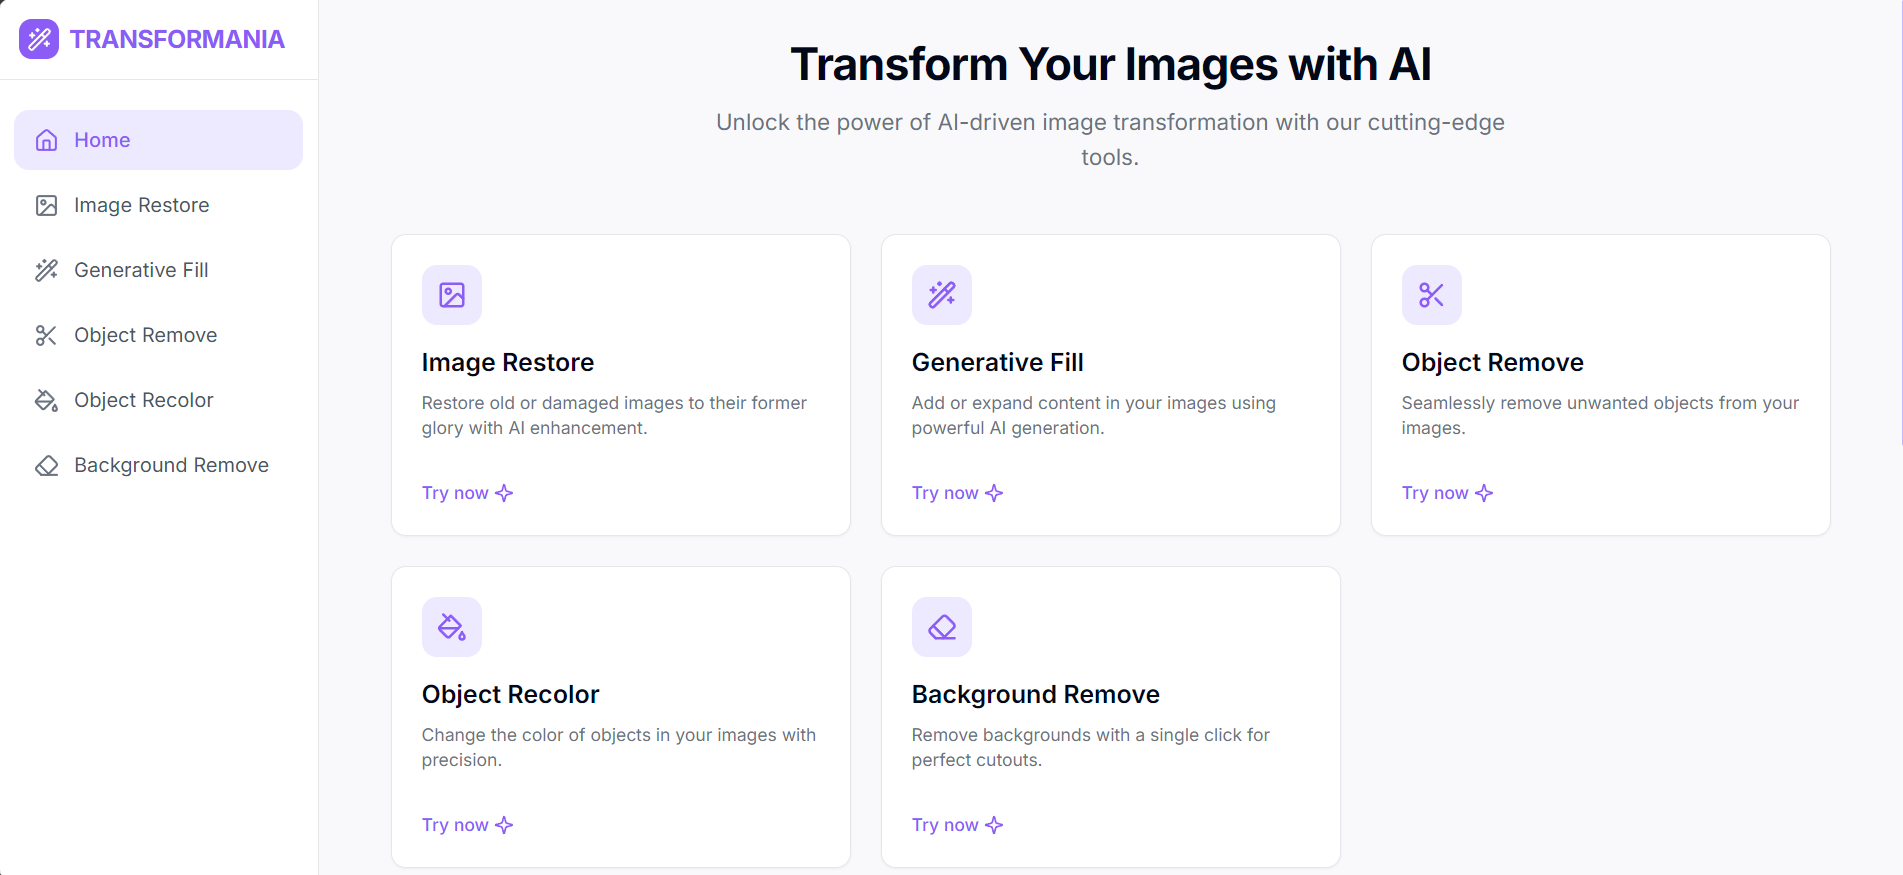 TRANSFORMANIA
Home
Image Restore
Generative Fill
Object Remove
Object Recolor
Background Remove
Transform Your Images with AI
Unlock the power of AI-driven image transformation with our cutting-edge
tools.
Image Restore
Restore old or damaged images to their former
glory with AI enhancement.
Try now
Generative Fill
Add or expand content in your images using
powerful AI generation.
Try now
Object Remove
Seamlessly remove unwanted objects from your
images.
Try now
Object Recolor
Change the color of objects in your images with
precision.
Try now
Background Remove
Remove backgrounds with a single click for
perfect cutouts.
Try now